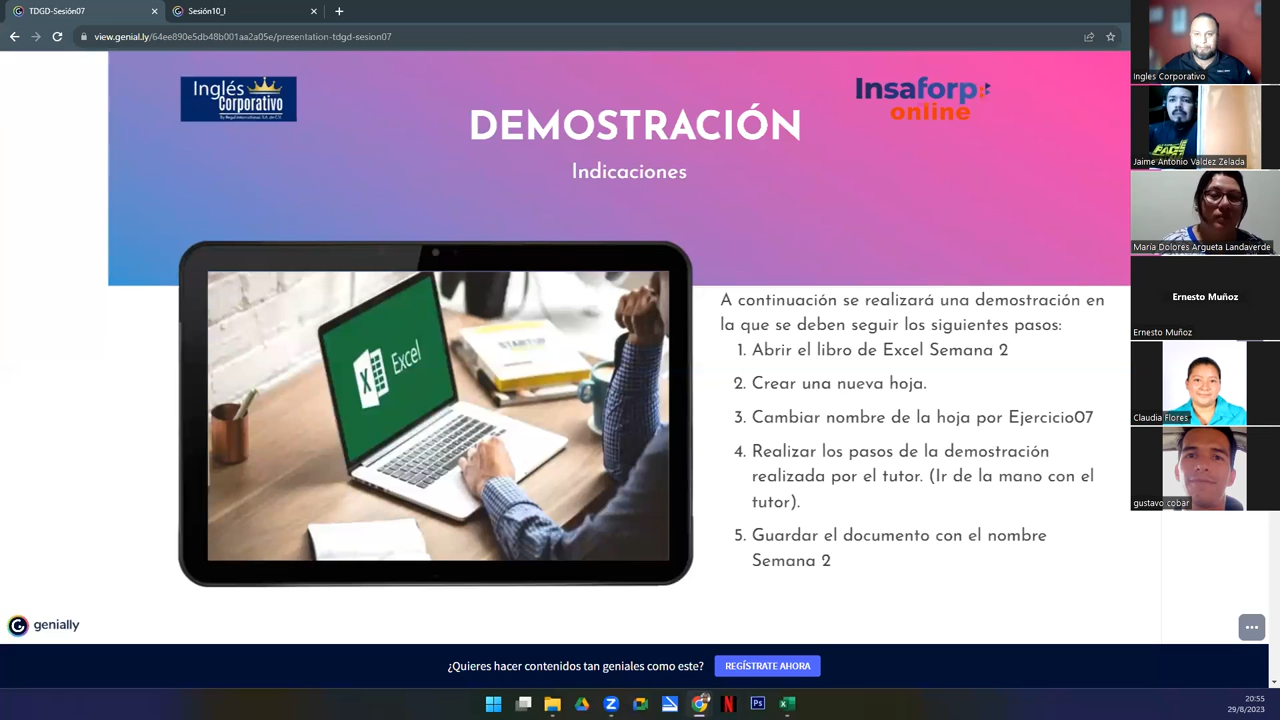 TDGD-Sesión07
Sesión10_I
view.genial.ly/64ee890e5db48b001aa2a05e/presentation-tdgd-sesion07
Inglés
Corporativo
Insaforp
online
DEMOSTRACIÓN
Indicaciones
Excel
A continuación se realizará una demostración en
la que se deben seguir los siguientes pasos:
1. Abrir el libro de Excel Semana 2
2. Crear una nueva hoja.
3. Cambiar nombre de la hoja por Ejercicio07
4. Realizar los pasos de la demostración
realizada por el tutor. (Ir de la mano con el
tutor).
5. Guardar el documento con el nombre
Semana 2
genially
¿Quieres hacer contenidos tan geniales como este?
REGÍSTRATE AHORA
Ingles Corporativo
Jaime Antonio Valdez Zelada
María Dolores Argueta Landaverde
Ernesto Muñoz
Ernesto Muñoz
Claudia Flores
gustavo cobar
20:55
29/8/2023